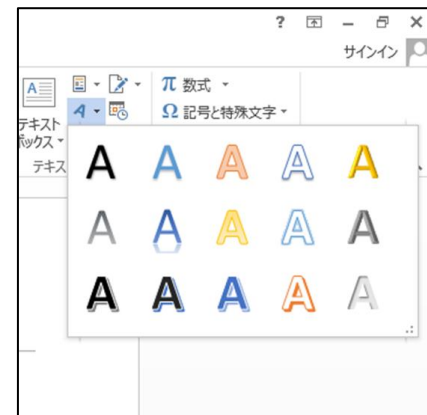 ?
サインイン
A
π 数式
テキスト
ボックス
A
Ω 記号と特殊文字
テキス
A A A A A
A A A A A
A A A A A